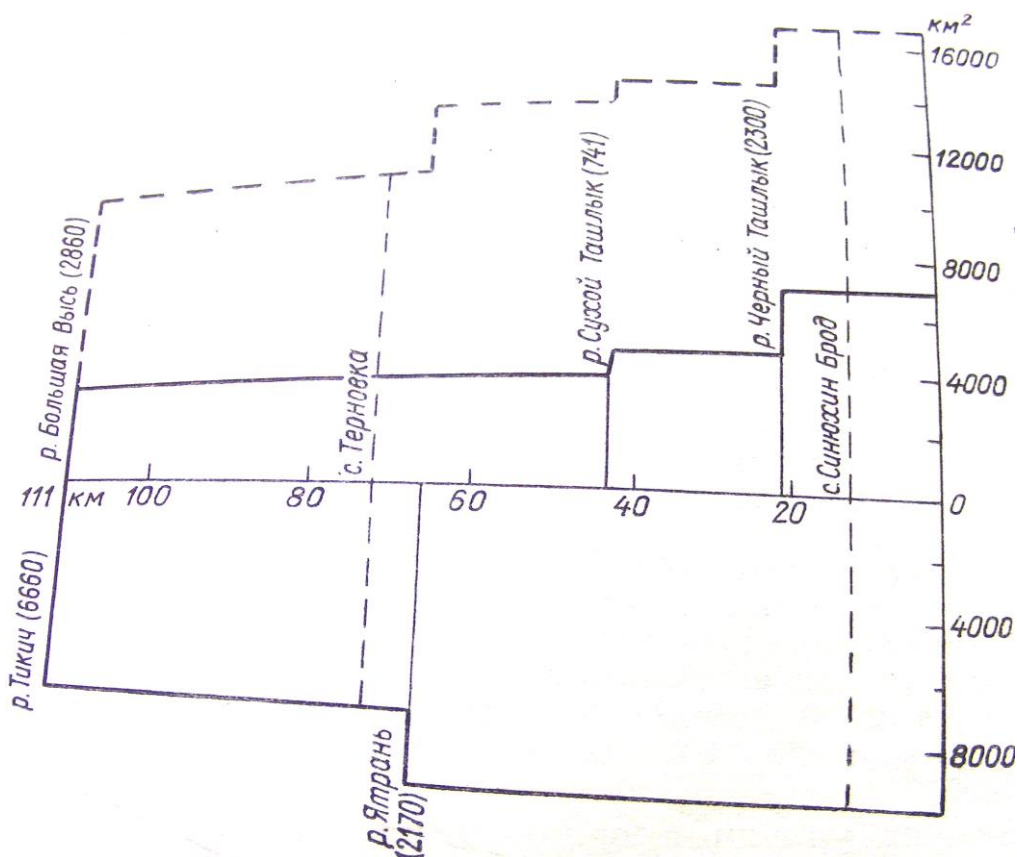 км²
16000
12000
8000
4000
0
4000
8000
р. Большая Высь (2860)
с. Терновка
р. Сухой Ташлык (741)
р. Черный Ташлык (2300)
с. Синюхин Брод
111 км
100
80
60
40
20
р. Тикич (6660)
р. Ятрань
(2170)